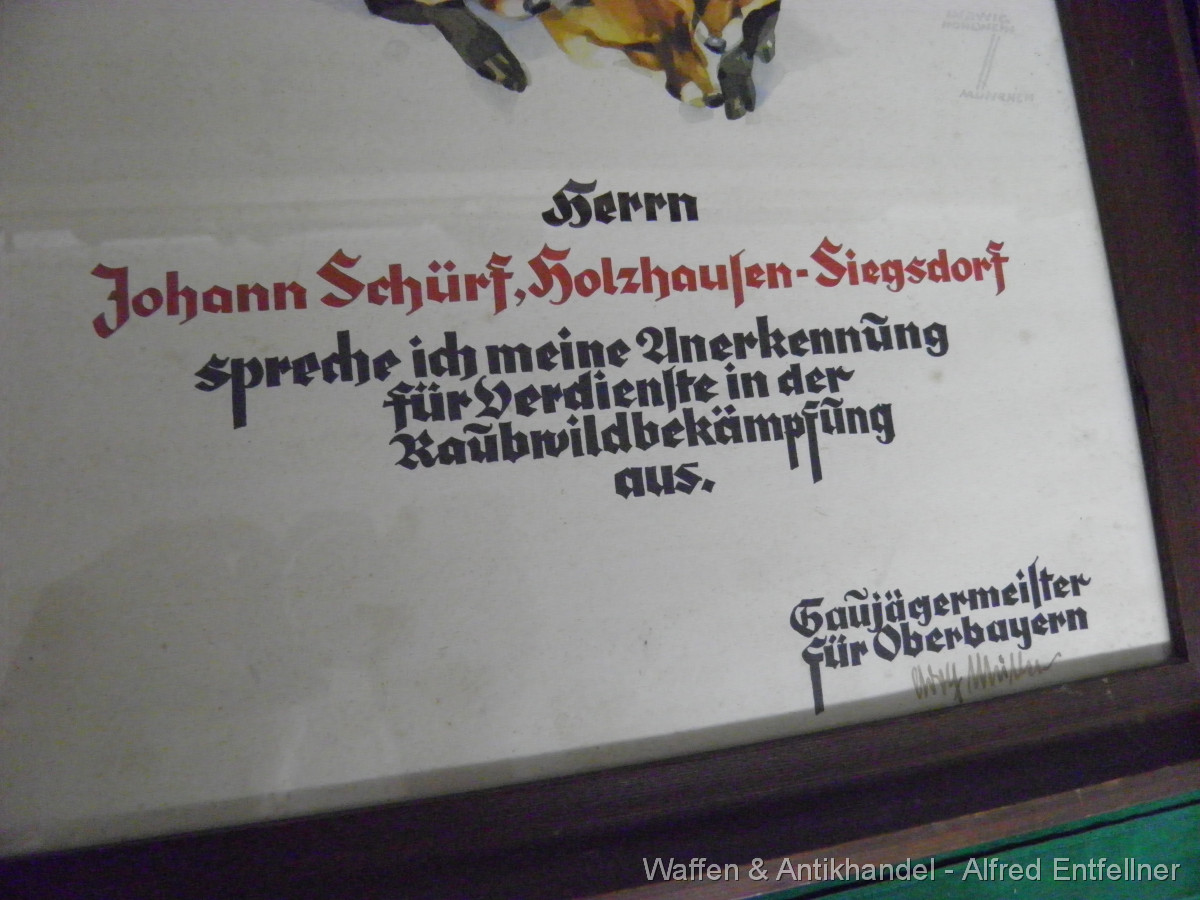 MÜNCHEN
Herrn
Johann Schürf, Holzhauſen-Siegsdorf
spreche ich meine Anerkennung
für Verdienſte in der
Raubwildbekämpfung
aus.
Gaujägermeiſter
für Oberbayern
Waffen & Antikhandel - Alfred Entfellner